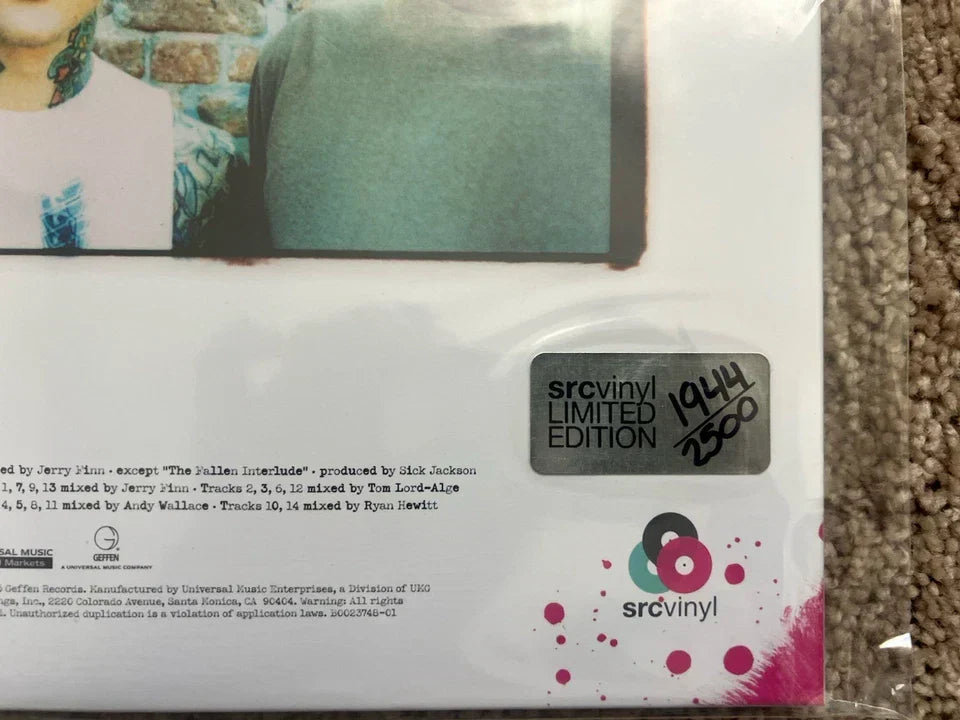 srcvinyl
LIMITED
EDITION
1944
2500
ed by Jerry Finn · except "The Fallen Interlude" · produced by Sick Jackson
1, 7, 9, 13 mixed by Jerry Finn · Tracks 2, 3, 6, 12 mixed by Tom Lord-Alge
4, 5, 8, 11 mixed by Andy Wallace · Tracks 10, 14 mixed by Ryan Hewitt
SAL MUSIC
Markets
G
GEFFEN
A UNIVERSAL MUSIC COMPANY
Geffen Records. Manufactured by Universal Music Enterprises, a Division of UMG
ngs, Inc., 2220 Colorado Avenue, Santa Monica, CA 90404. Warning: All rights
Unauthorized duplication is a violation of application laws. B0023748-01
srcvinyl